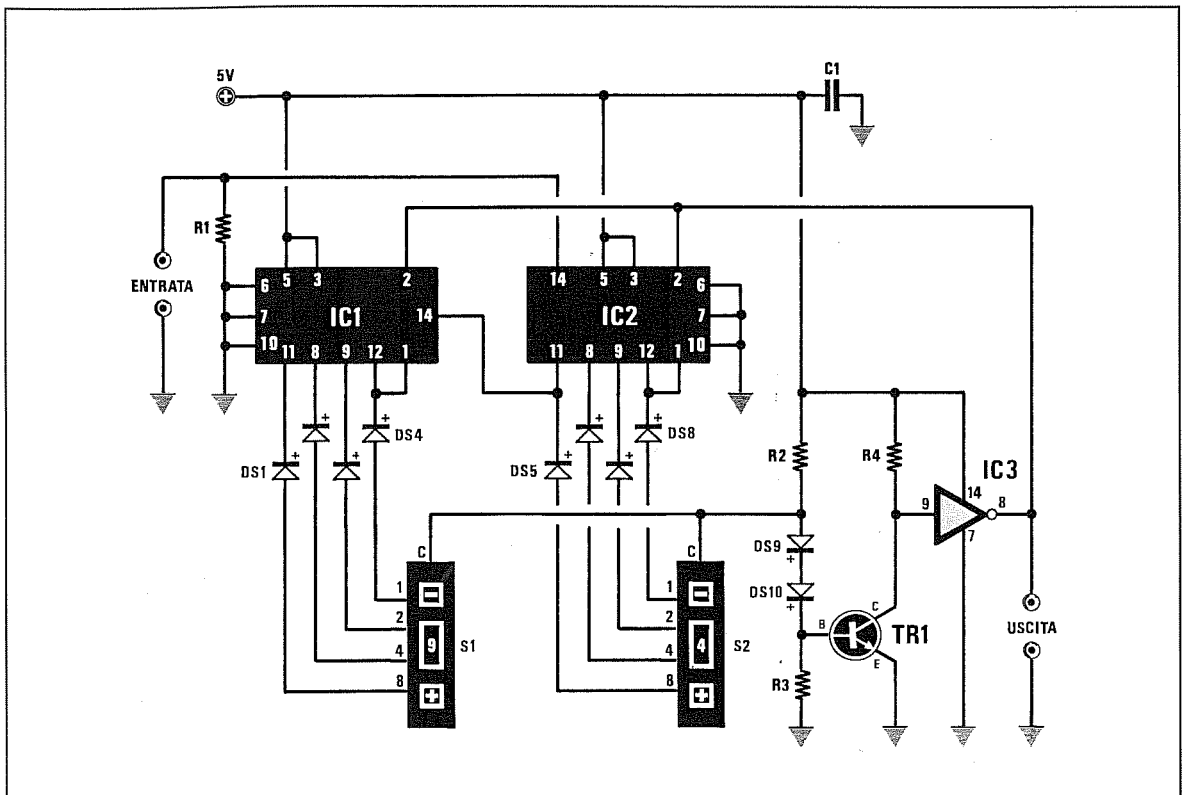 5V
C1
R1
ENTRATA
5 3 2
6
7
10
IC1
14
11 8 9 12 1
14 5 3 2
6
7
10
IC2
11 8 9 12 1
DS1
DS4
DS5
DS8
R2
R4
IC3
9
14
8
7
C
C
DS9
DS10
1
2
4
8
9
S1
1
2
4
8
4
S2
B
C
E
TR1
R3
USCITA